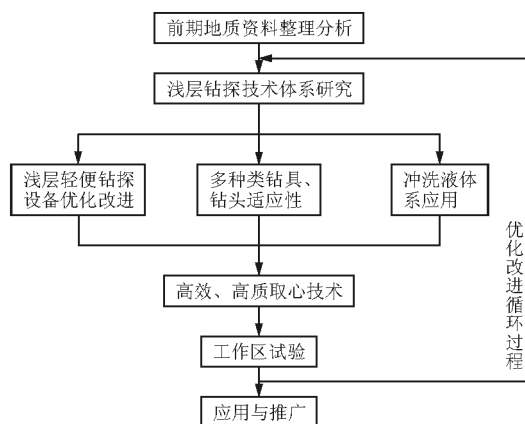 前期地质资料整理分析
浅层钻探技术体系研究
浅层轻便钻探
设备优化改进
多种类钻具、
钻头适应性
冲洗液体
系应用
高效、高质取心技术
工作区试验
应用与推广
优化改进循环过程